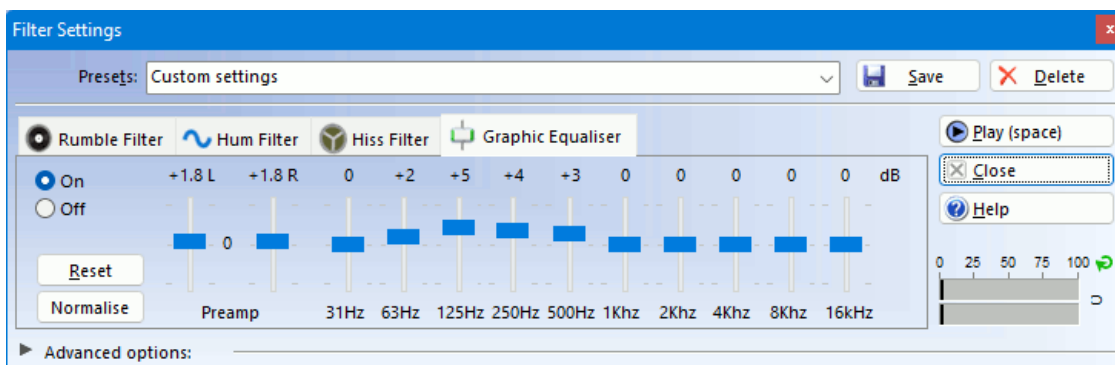 Filter Settings
x
Presets: Custom settings
Save
Delete
Rumble Filter
Hum Filter
Hiss Filter
Graphic Equaliser
Play (space)
Close
Help
On
Off
+1.8 L +1.8 R 0 +2 +5 +4 +3 0 0 0 0 0 dB
0
Reset
Normalise
Preamp 31Hz 63Hz 125Hz 250Hz 500Hz 1Khz 2Khz 4Khz 8Khz 16kHz
0 25 50 75 100
Advanced options: